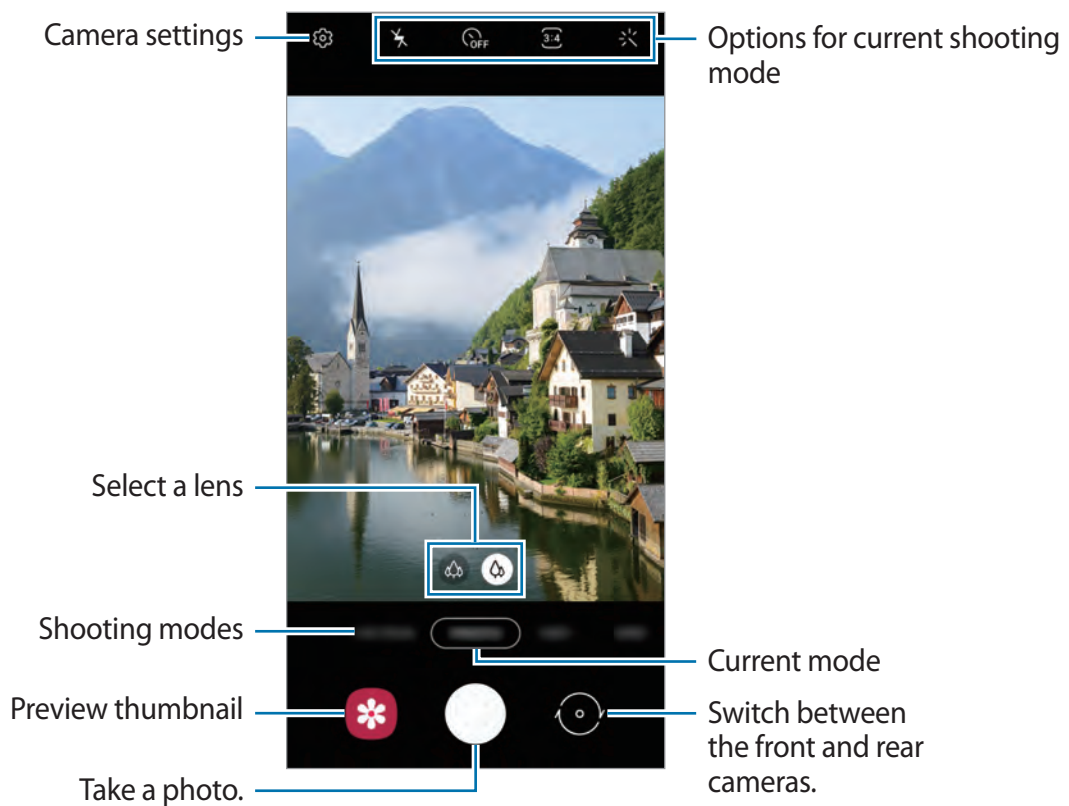 Camera settings
OFF
3:4
Options for current shooting
mode
Select a lens
Shooting modes
Current mode
Preview thumbnail
Switch between
the front and rear
cameras.
Take a photo.